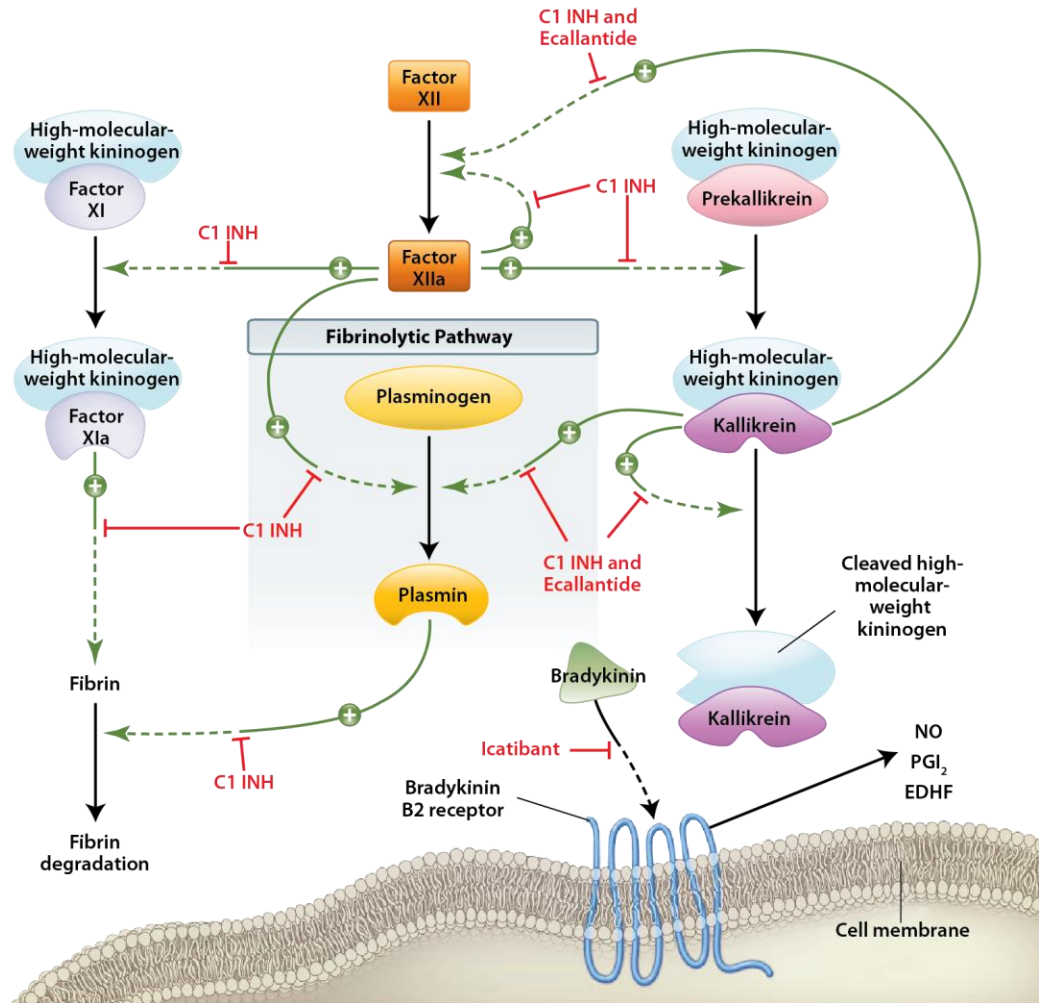 C1 INH and
Ecallantide
Factor
XII
High-molecular-
weight kininogen
Factor
XI
High-molecular-
weight kininogen
Prekallikrein
C1 INH
C1 INH
Factor
XIIa
Fibrinolytic Pathway
High-molecular-
weight kininogen
Factor
XIa
Plasminogen
High-molecular-
weight kininogen
Kallikrein
C1 INH
C1 INH and
Ecallantide
Plasmin
Cleaved high-
molecular-
weight
kininogen
Fibrin
Bradykinin
Kallikrein
Icatibant
C1 INH
NO
PGI₂
EDHF
Bradykinin
B2 receptor
Fibrin
degradation
Cell membrane